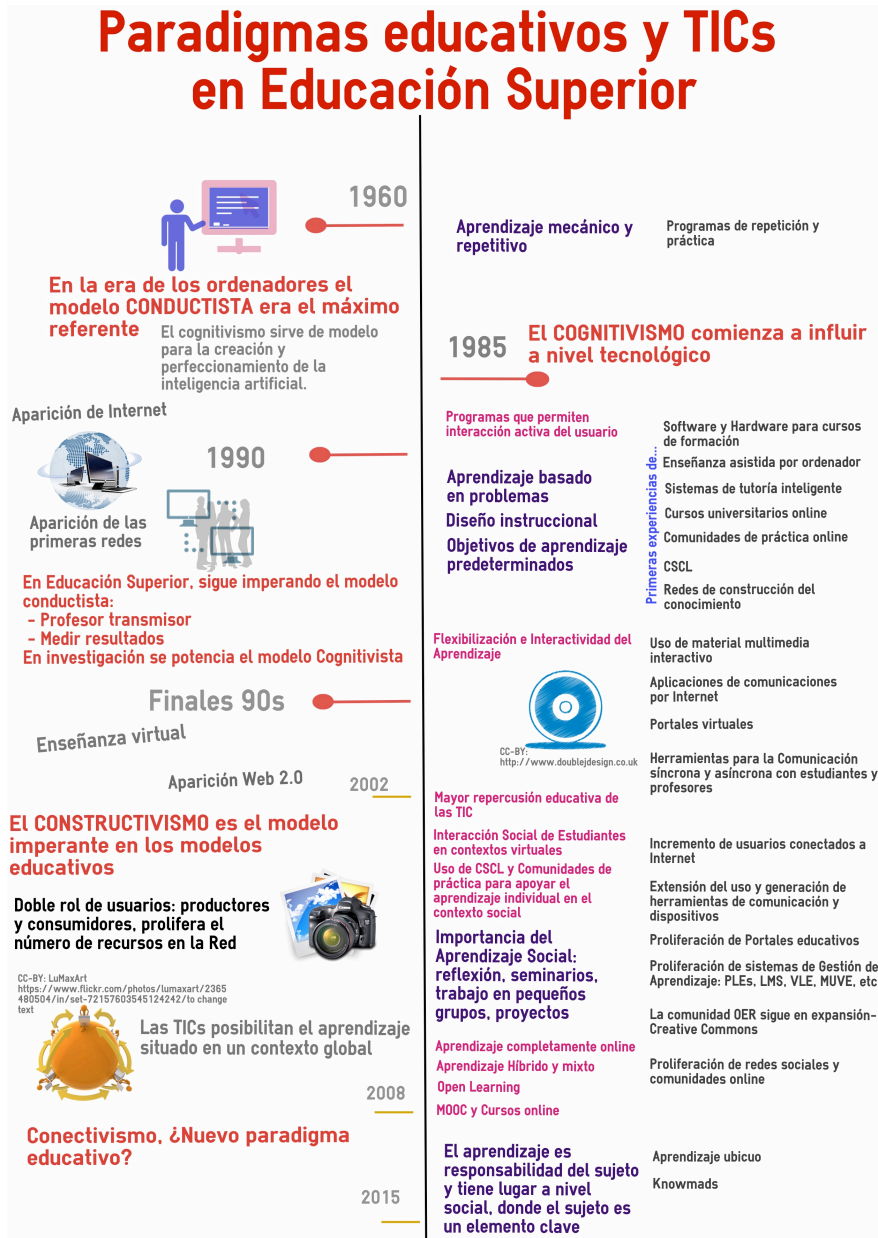 Paradigmas educativos y TICs
en Educación Superior
1960
Aprendizaje mecánico y
repetitivo
Programas de repetición y
práctica
En la era de los ordenadores el
modelo CONDUCTISTA era el máximo
referente
El cognitivismo sirve de modelo
para la creación y
perfeccionamiento de la
inteligencia artificial.
1985
El COGNITIVISMO comienza a influir
a nivel tecnológico
Aparición de Internet
1990
Aparición de las
primeras redes
En Educación Superior, sigue imperando el modelo
conductista:
- Profesor transmisor
- Medir resultados
En investigación se potencia el modelo Cognitivista
Programas que permiten
interacción activa del usuario
Aprendizaje basado
en problemas
Diseño instruccional
Objetivos de aprendizaje
predeterminados
Primeras experiencias de...
Software y Hardware para cursos
de formación
Enseñanza asistida por ordenador
Sistemas de tutoría inteligente
Cursos universitarios online
Comunidades de práctica online
CSCL
Redes de construcción del
conocimiento
Finales 90s
Enseñanza virtual
Aparición Web 2.0
2002
Flexibilización e Interactividad del
Aprendizaje
CC-BY:
http://www.doublejdesign.co.uk
Uso de material multimedia
interactivo
Aplicaciones de comunicaciones
por Internet
Portales virtuales
Herramientas para la Comunicación
síncrona y asíncrona con estudiantes y
profesores
El CONSTRUCTIVISMO es el modelo
imperante en los modelos
educativos
Doble rol de usuarios: productores
y consumidores, prolifera el
número de recursos en la Red
CC-BY: LuMaxArt
https://www.flickr.com/photos/lumaxart/2365
480504/in/set-72157603545124242/to change
text
Las TICs posibilitan el aprendizaje
situado en un contexto global
2008
Mayor repercusión educativa de
las TIC
Interacción Social de Estudiantes
en contextos virtuales
Uso de CSCL y Comunidades de
práctica para apoyar el
aprendizaje individual en el
contexto social
Importancia del
Aprendizaje Social:
reflexión, seminarios,
trabajo en pequeños
grupos, proyectos
Aprendizaje completamente online
Aprendizaje Híbrido y mixto
Open Learning
MOOC y Cursos online
Incremento de usuarios conectados a
Internet
Extensión del uso y generación de
herramientas de comunicación y
dispositivos
Proliferación de Portales educativos
Proliferación de sistemas de Gestión de
Aprendizaje: PLEs, LMS, VLE, MUVE, etc
La comunidad OER sigue en expansión-
Creative Commons
Proliferación de redes sociales y
comunidades online
Conectivismo, ¿Nuevo paradigma
educativo?
2015
El aprendizaje es
responsabilidad del sujeto
y tiene lugar a nivel
social, donde el sujeto es
un elemento clave
Aprendizaje ubicuo
Knowmads